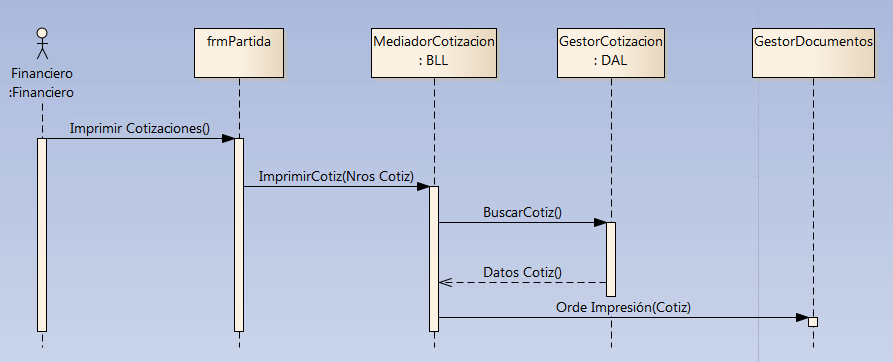 frmPartida
MediadorCotizacion
: BLL
GestorCotizacion
: DAL
GestorDocumentos
Financiero
:Financiero
Imprimir Cotizaciones()
ImprimirCotiz(Nros Cotiz)
BuscarCotiz()
Datos Cotiz()
Orde Impresión(Cotiz)